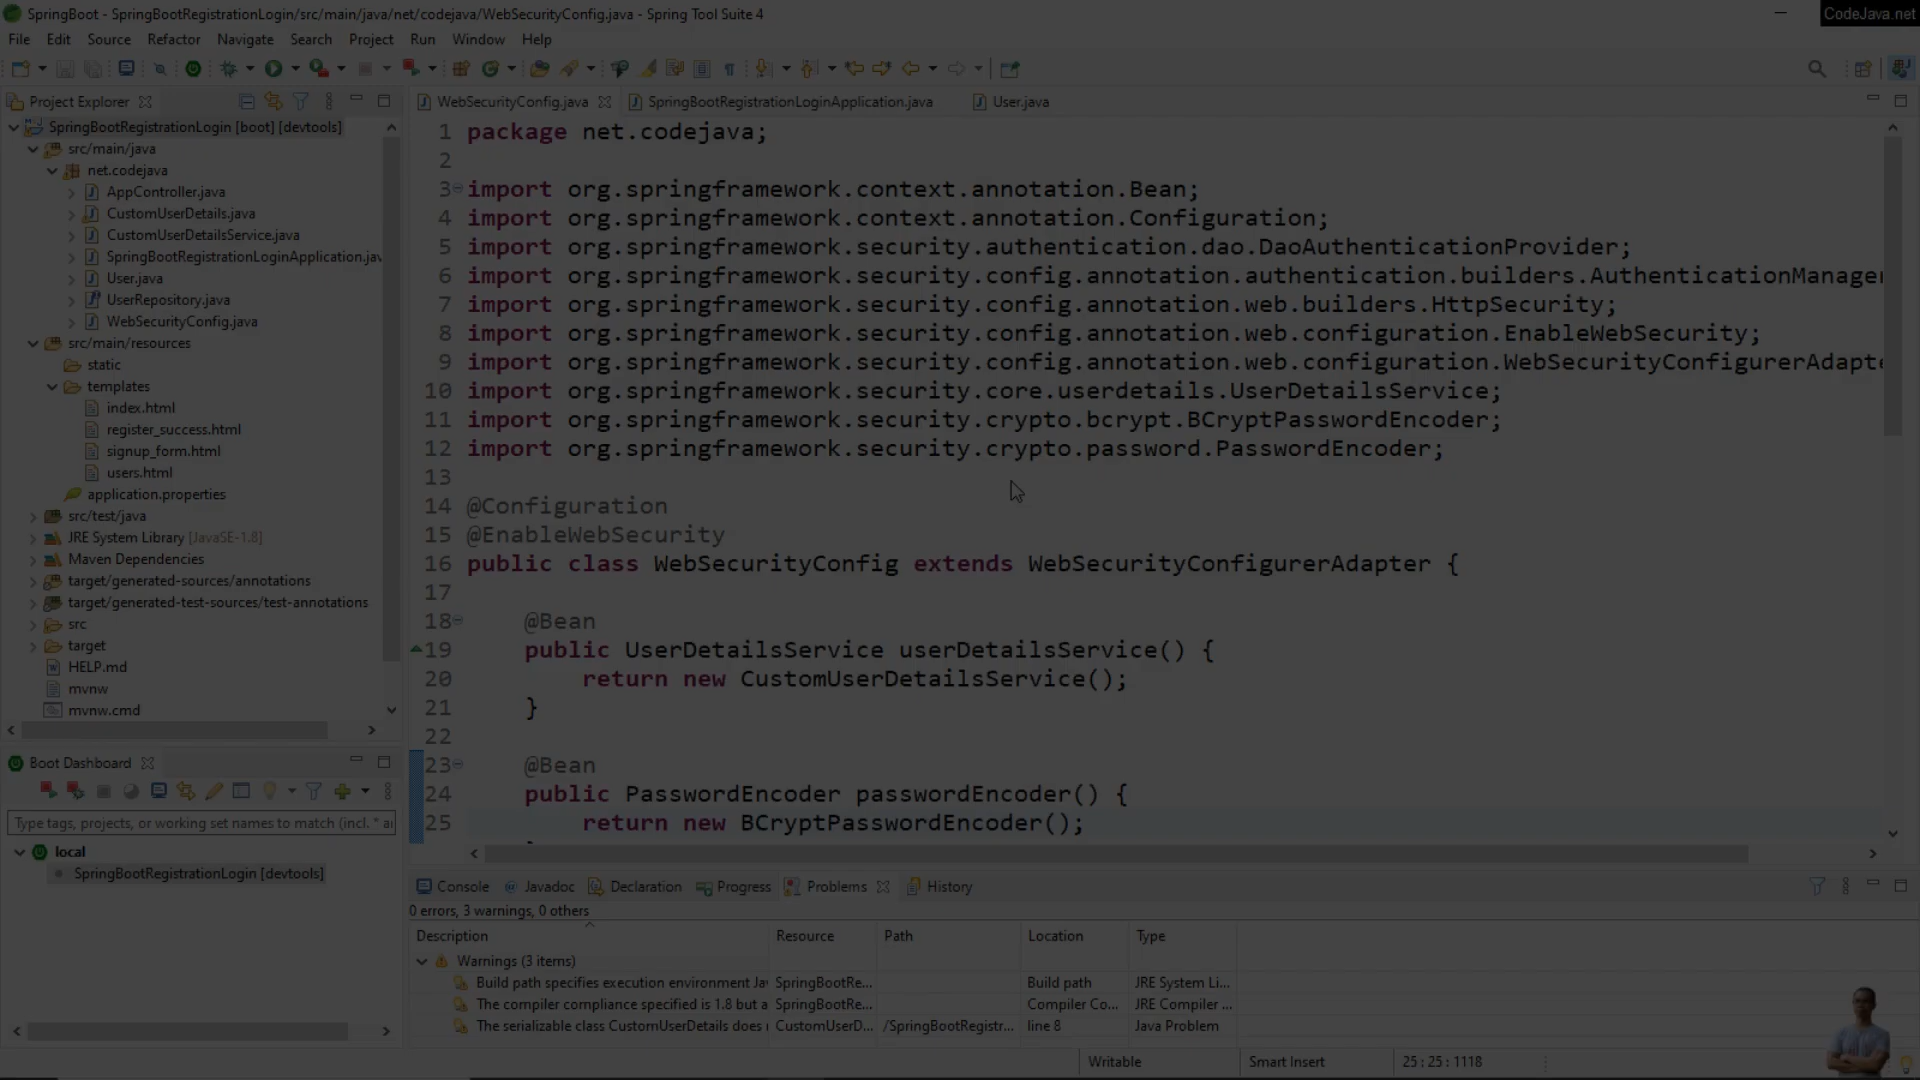 SpringBoot - SpringBootRegistrationLogin/src/main/java/net/codejava/WebSecurityConfig.java - Spring Tool Suite 4
CodeJava.net
File Edit Source Refactor Navigate Search Project Run Window Help
Project Explorer
SpringBootRegistrationLogin [boot] [devtools]
src/main/java
net.codejava
AppController.java
CustomUserDetails.java
CustomUserDetailsService.java
SpringBootRegistrationLoginApplication.jav
User.java
UserRepository.java
WebSecurityConfig.java
src/main/resources
static
templates
index.html
register_success.html
signup_form.html
users.html
application.properties
src/test/java
JRE System Library [JavaSE-1.8]
Maven Dependencies
target/generated-sources/annotations
target/generated-test-sources/test-annotations
src
target
HELP.md
mvnw
mvnw.cmd
Boot Dashboard
Type tags, projects, or working set names to match (incl. * ai
local
SpringBootRegistrationLogin [devtools]
WebSecurityConfig.java SpringBootRegistrationLoginApplication.java User.java
1 package net.codejava;
2
3 import org.springframework.context.annotation.Bean;
4 import org.springframework.context.annotation.Configuration;
5 import org.springframework.security.authentication.dao.DaoAuthenticationProvider;
6 import org.springframework.security.config.annotation.authentication.builders.AuthenticationManager
7 import org.springframework.security.config.annotation.web.builders.HttpSecurity;
8 import org.springframework.security.config.annotation.web.configuration.EnableWebSecurity;
9 import org.springframework.security.config.annotation.web.configuration.WebSecurityConfigurerAdapte
10 import org.springframework.security.core.userdetails.UserDetailsService;
11 import org.springframework.security.crypto.bcrypt.BCryptPasswordEncoder;
12 import org.springframework.security.crypto.password.PasswordEncoder;
13
14 @Configuration
15 @EnableWebSecurity
16 public class WebSecurityConfig extends WebSecurityConfigurerAdapter {
17
18 @Bean
19 public UserDetailsService userDetailsService() {
20 return new CustomUserDetailsService();
21 }
22
23 @Bean
24 public PasswordEncoder passwordEncoder() {
25 return new BCryptPasswordEncoder();
Console Javadoc Declaration Progress Problems History
0 errors, 3 warnings, 0 others
Description Resource Path Location Type
Warnings (3 items)
Build path specifies execution environment Ja SpringBootRe... Build path JRE System Li...
The compiler compliance specified is 1.8 but a SpringBootRe... Compiler Co... JRE Compiler ...
The serializable class CustomUserDetails does CustomUserD... /SpringBootRegistr... line 8 Java Problem
Writable Smart Insert 25 : 25 : 1118